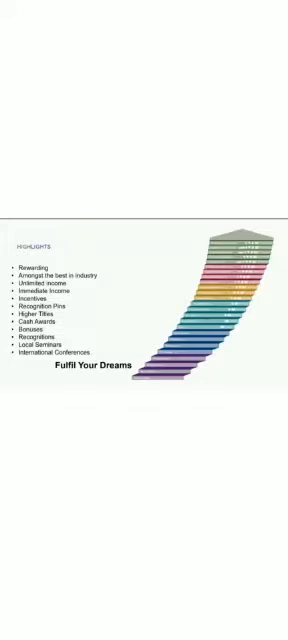 HIGHLIGHTS
• Rewarding
• Amongst the best in industry
• Unlimited income
• Immediate Income
• Incentives
• Recognition Pins
• Higher Titles
• Cash Awards
• Bonuses
• Recognitions
• Local Seminars
• International Conferences
Fulfil Your Dreams